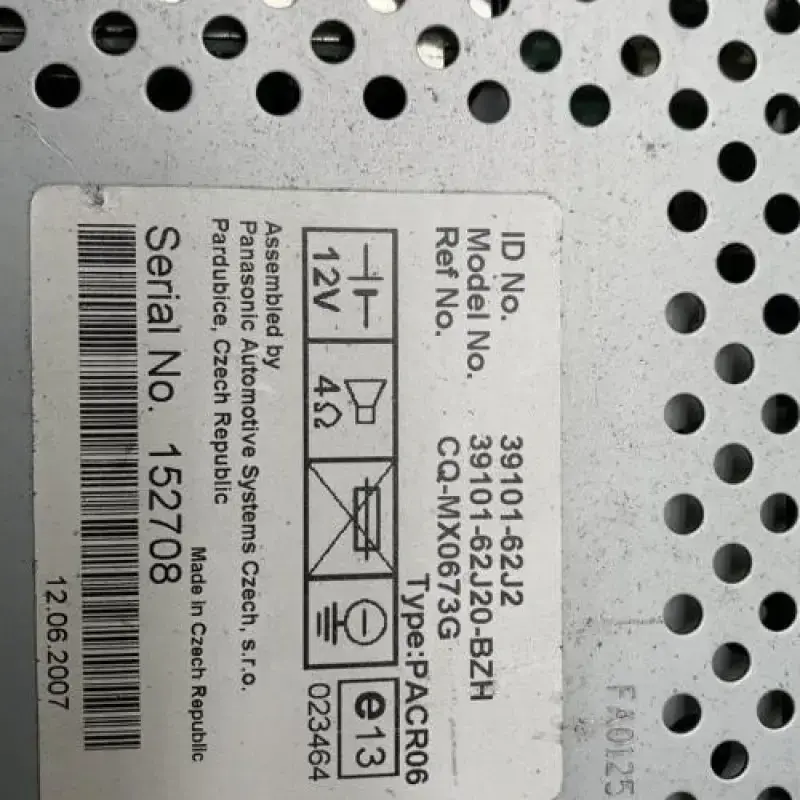 ID No. 39101-62J2
Model No. 39101-62J20-BZH
Ref No. CQ-MX0673G
Type:PACR06
12V
4Ω
e13
023464
Assembled by
Panasonic Automotive Systems Czech, s.r.o.
Pardubice, Czech Republic
Made in Czech Republic
Serial No. 152708
12.06.2007
FA0125